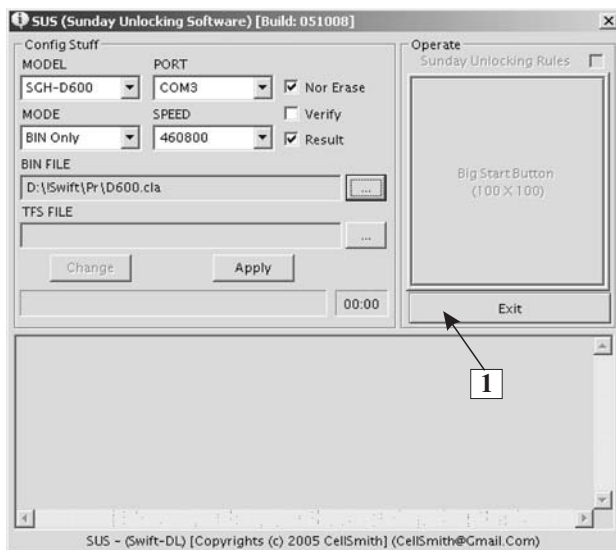 SUS (Sunday Unlocking Software) [Build: 051008]
Config Stuff
MODEL PORT
SGH-D600 COM3 Nor Erase
MODE SPEED Verify
BIN Only 460800 Result
BIN FILE
D:\!Swift\Pr\D600.cla ...
TFS FILE
...
Change Apply
00:00
Operate
Sunday Unlocking Rules
Big Start Button
(100 X 100)
Exit
1
SUS - (Swift-DL) [Copyrights (c) 2005 CellSmith] (CellSmith@Gmail.Com)